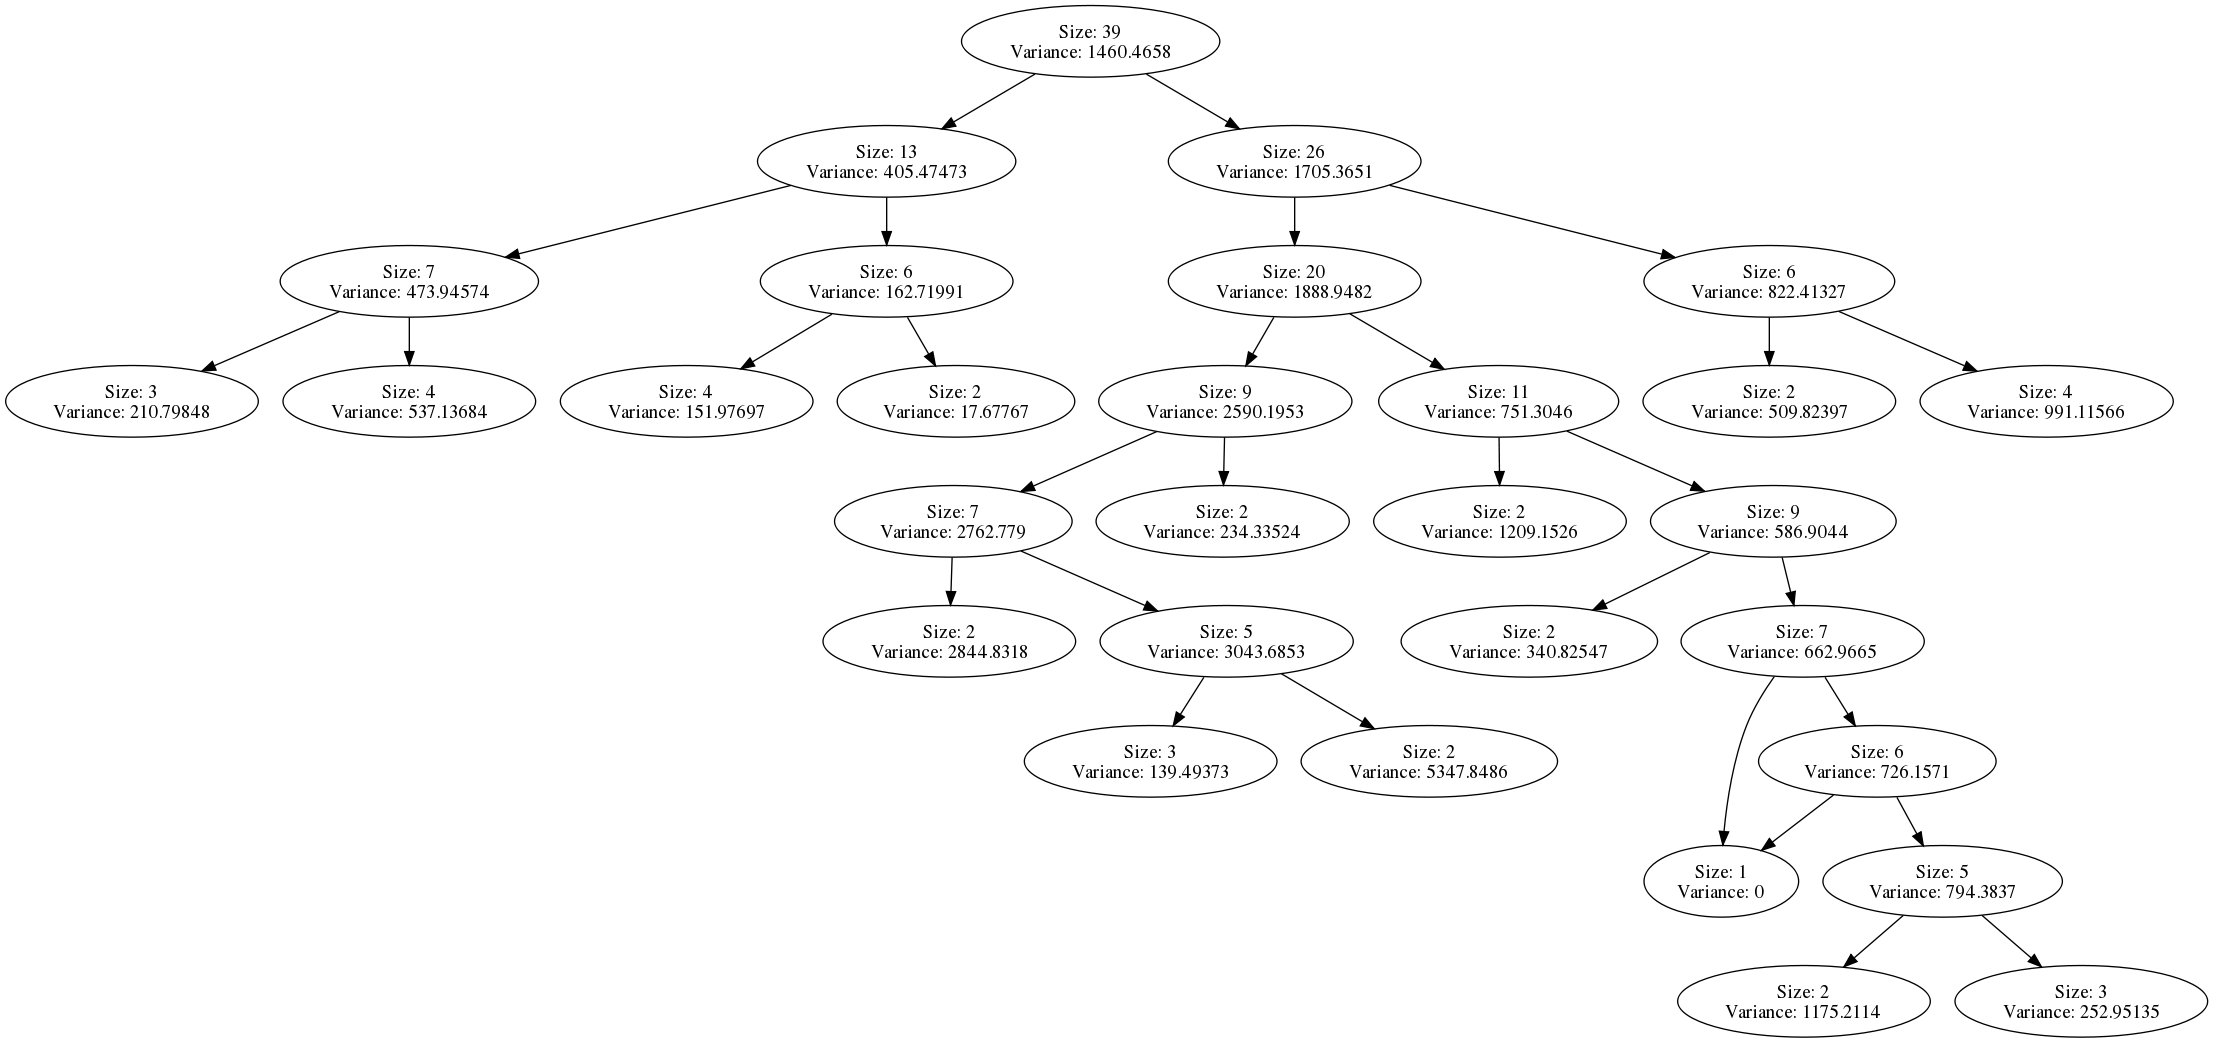 Size: 39
Variance: 1460.4658
Size: 13
Variance: 405.47473
Size: 26
Variance: 1705.3651
Size: 7
Variance: 473.94574
Size: 6
Variance: 162.71991
Size: 20
Variance: 1888.9482
Size: 6
Variance: 822.41327
Size: 3
Variance: 210.79848
Size: 4
Variance: 537.13684
Size: 4
Variance: 151.97697
Size: 2
Variance: 17.67767
Size: 9
Variance: 2590.1953
Size: 11
Variance: 751.3046
Size: 2
Variance: 509.82397
Size: 4
Variance: 991.11566
Size: 7
Variance: 2762.779
Size: 2
Variance: 234.33524
Size: 2
Variance: 1209.1526
Size: 9
Variance: 586.9044
Size: 2
Variance: 2844.8318
Size: 5
Variance: 3043.6853
Size: 2
Variance: 340.82547
Size: 7
Variance: 662.9665
Size: 3
Variance: 139.49373
Size: 2
Variance: 5347.8486
Size: 6
Variance: 726.1571
Size: 1
Variance: 0
Size: 5
Variance: 794.3837
Size: 2
Variance: 1175.2114
Size: 3
Variance: 252.95135